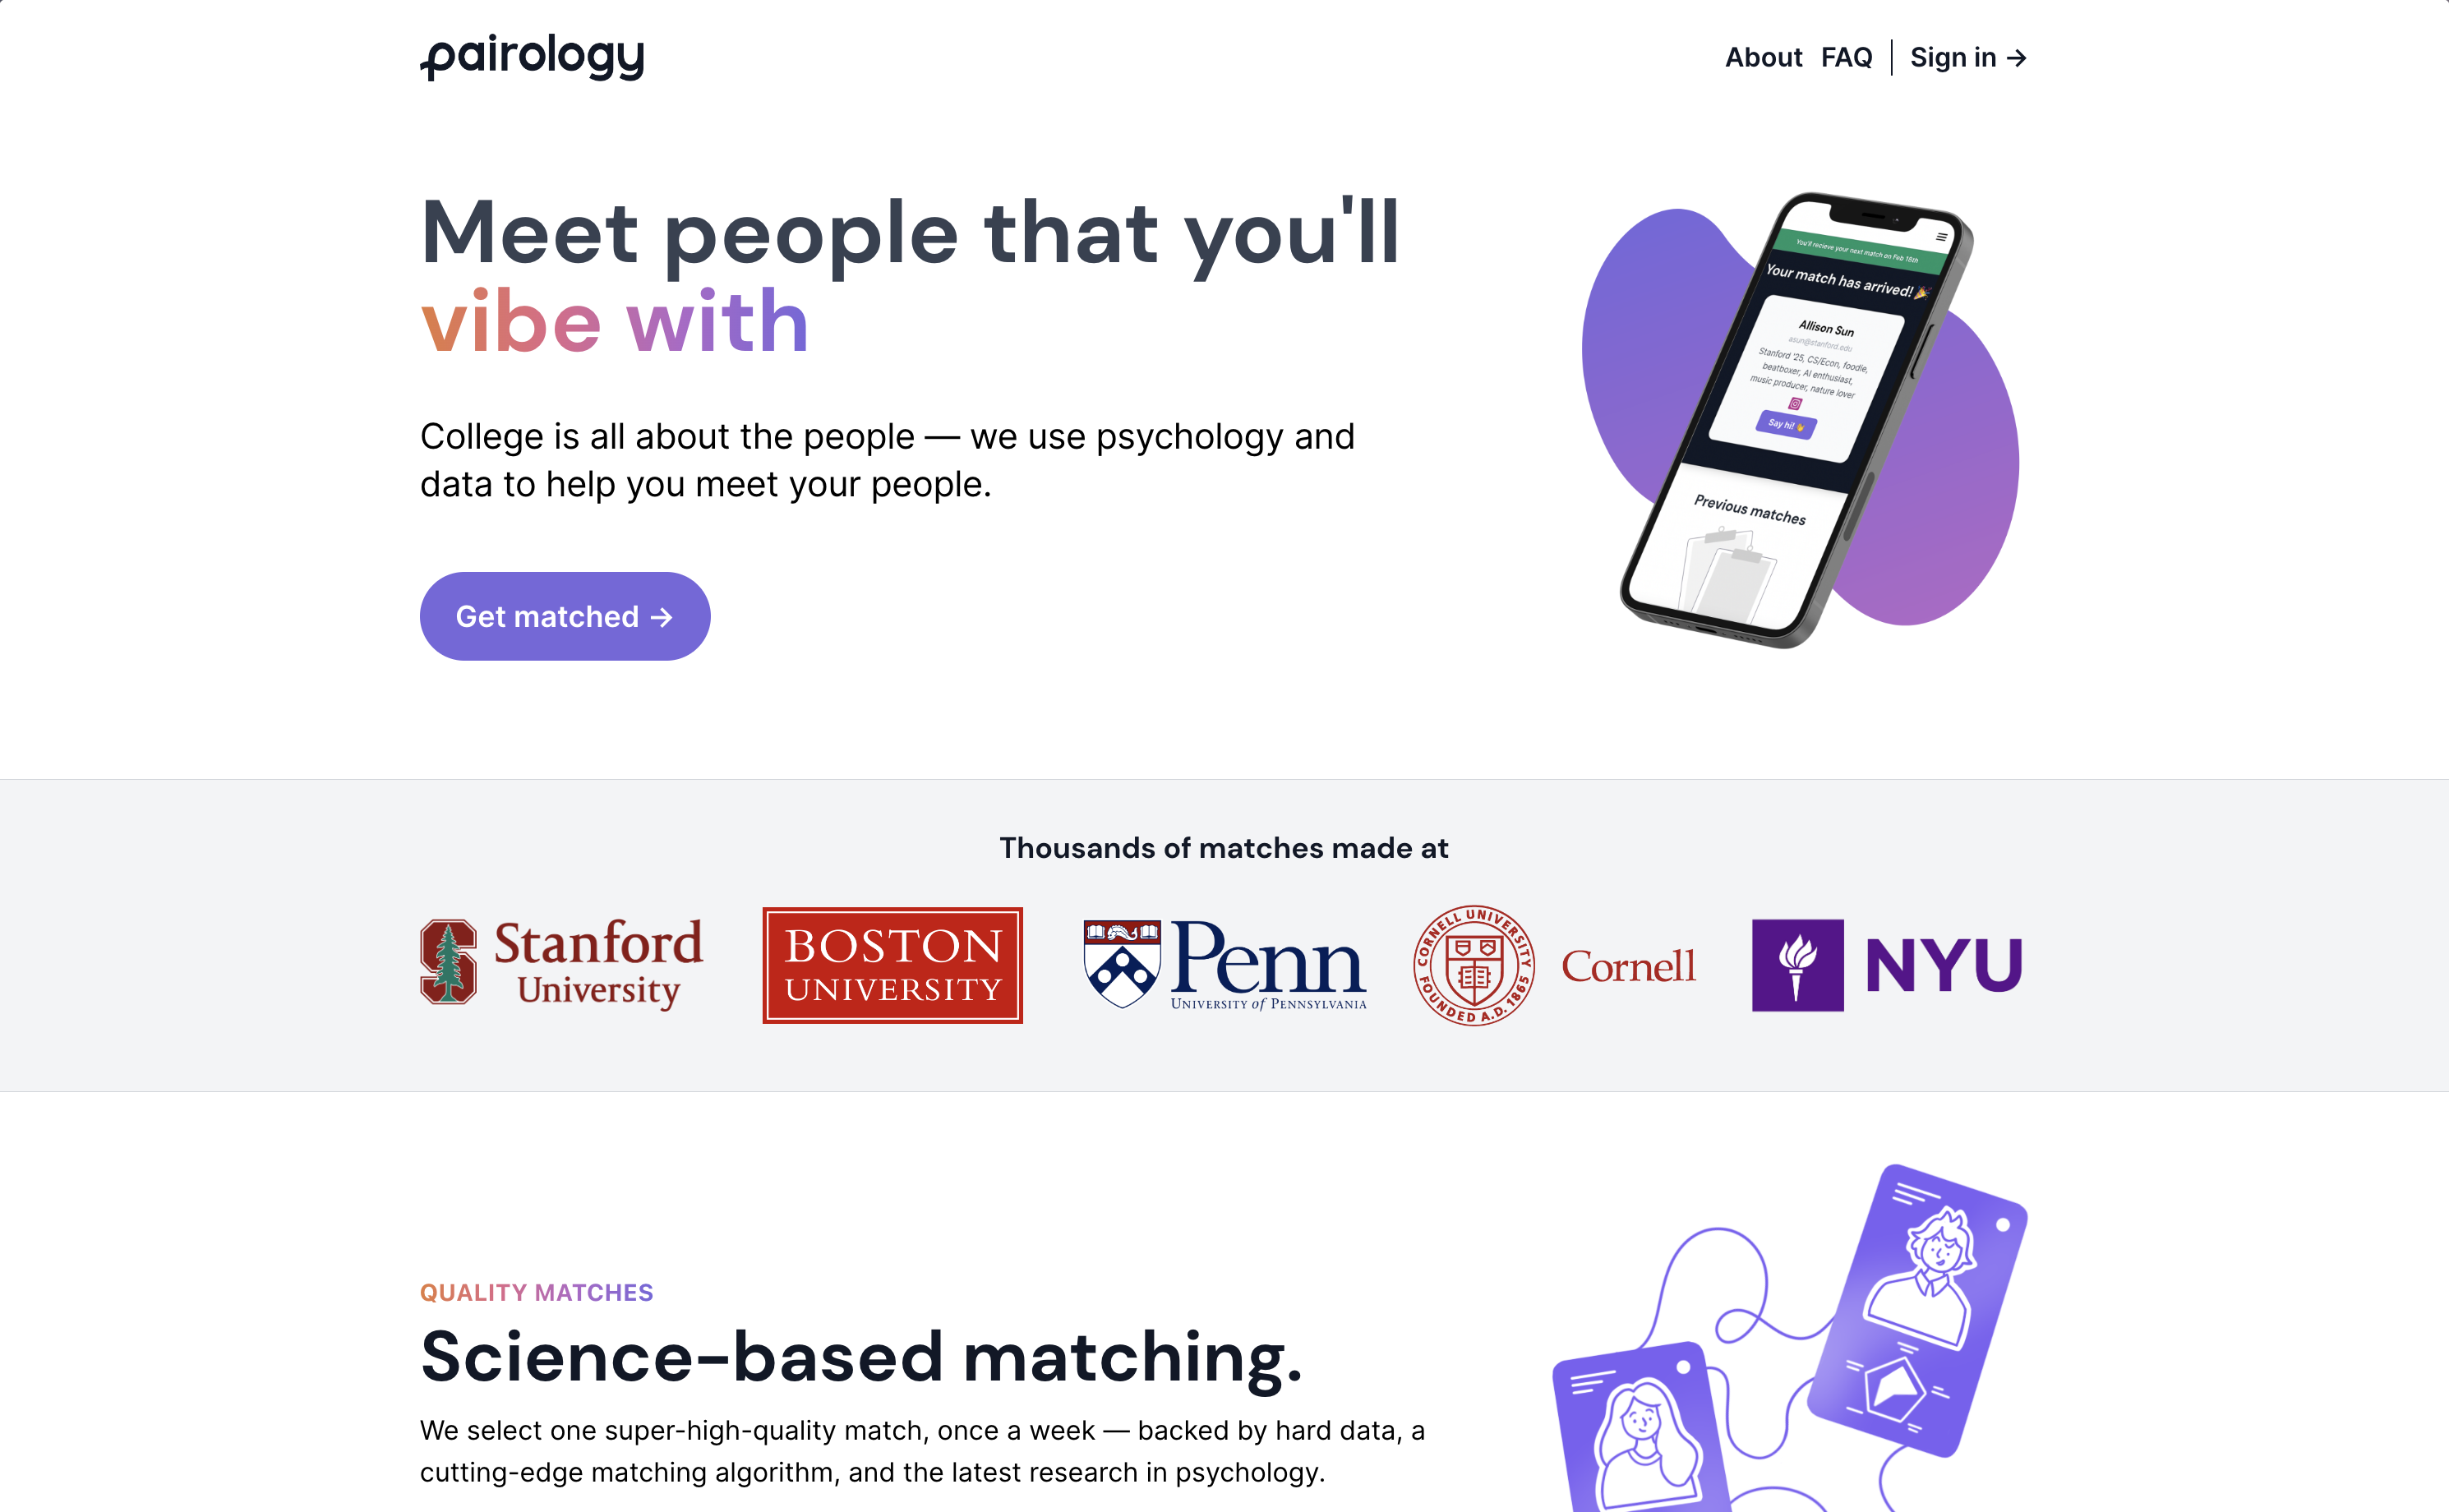 pairology
About FAQ Sign in →
Meet people that you'll
vibe with
College is all about the people — we use psychology and
data to help you meet your people.
Get matched →
You'll recieve your next match on Feb 18th
Your match has arrived! 🎉
Allison Sun
asun@stanford.edu
Stanford '25, CS/Econ, foodie,
beatboxer, AI enthusiast,
music producer, nature lover
Say hi! 👋
Previous matches
Thousands of matches made at
Stanford
University
BOSTON
UNIVERSITY
Penn
UNIVERSITY of PENNSYLVANIA
CORNELL UNIVERSITY
FOUNDED A.D. 1865
Cornell
NYU
QUALITY MATCHES
Science-based matching.
We select one super-high-quality match, once a week — backed by hard data, a
cutting-edge matching algorithm, and the latest research in psychology.